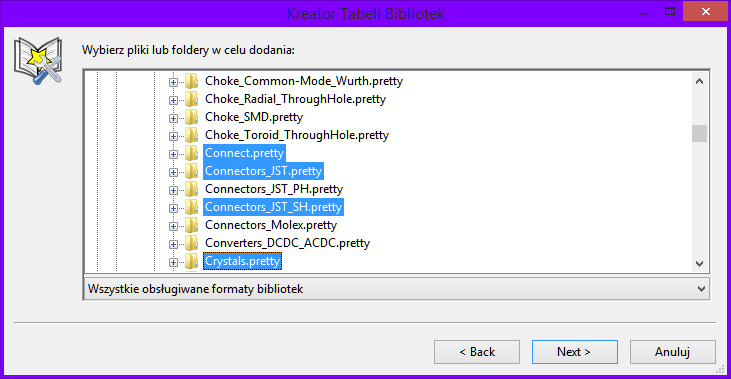 Kreator Tabeli Bibliotek
Wybierz pliki lub foldery w celu dodania:
Choke_Common-Mode_Wurth.pretty
Choke_Radial_ThroughHole.pretty
Choke_SMD.pretty
Choke_Toroid_ThroughHole.pretty
Connect.pretty
Connectors_JST.pretty
Connectors_JST_PH.pretty
Connectors_JST_SH.pretty
Connectors_Molex.pretty
Converters_DCDC_ACDC.pretty
Crystals.pretty
Wszystkie obsługiwane formaty bibliotek
< Back
Next >
Anuluj